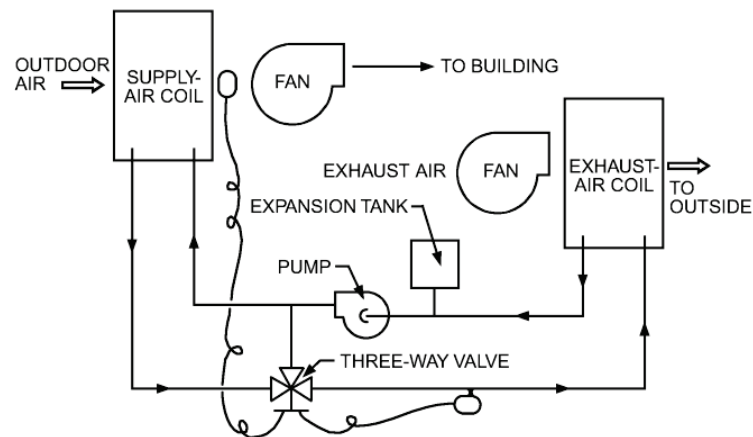 OUTDOOR
AIR
SUPPLY-
AIR COIL
FAN
TO BUILDING
EXHAUST AIR
FAN
EXHAUST-
AIR COIL
TO
OUTSIDE
EXPANSION TANK
PUMP
THREE-WAY VALVE